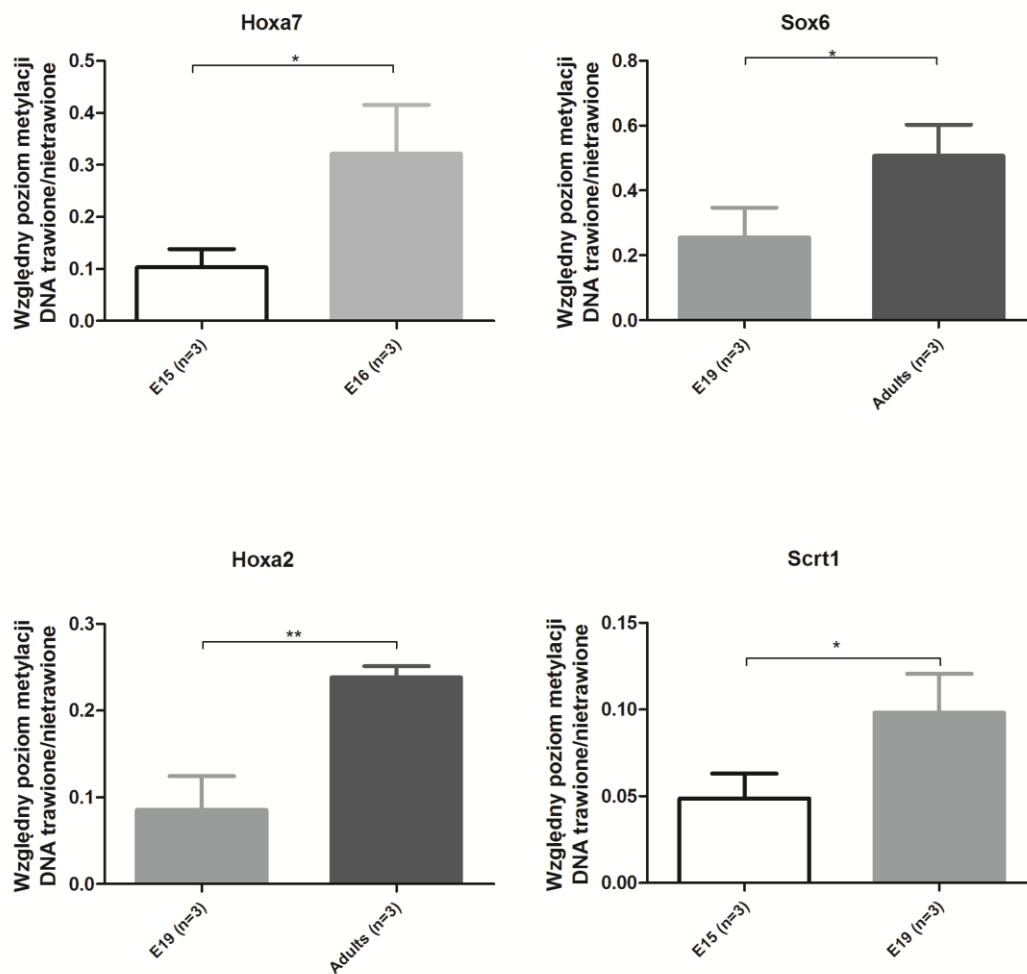 Hoxa7
Względny poziom metylacji
DNA trawione/nietrawione
0.5
0.4
0.3
0.2
0.1
0.0
*
E15 (n=3)
E16 (n=3)
Sox6
Względny poziom metylacji
DNA trawione/nietrawione
0.8
0.6
0.4
0.2
0.0
*
E19 (n=3)
Adults (n=3)
Hoxa2
Względny poziom metylacji
DNA trawione/nietrawione
0.3
0.2
0.1
0.0
**
E19 (n=3)
Adults (n=3)
Scrt1
Względny poziom metylacji
DNA trawione/nietrawione
0.15
0.10
0.05
0.00
*
E15 (n=3)
E19 (n=3)